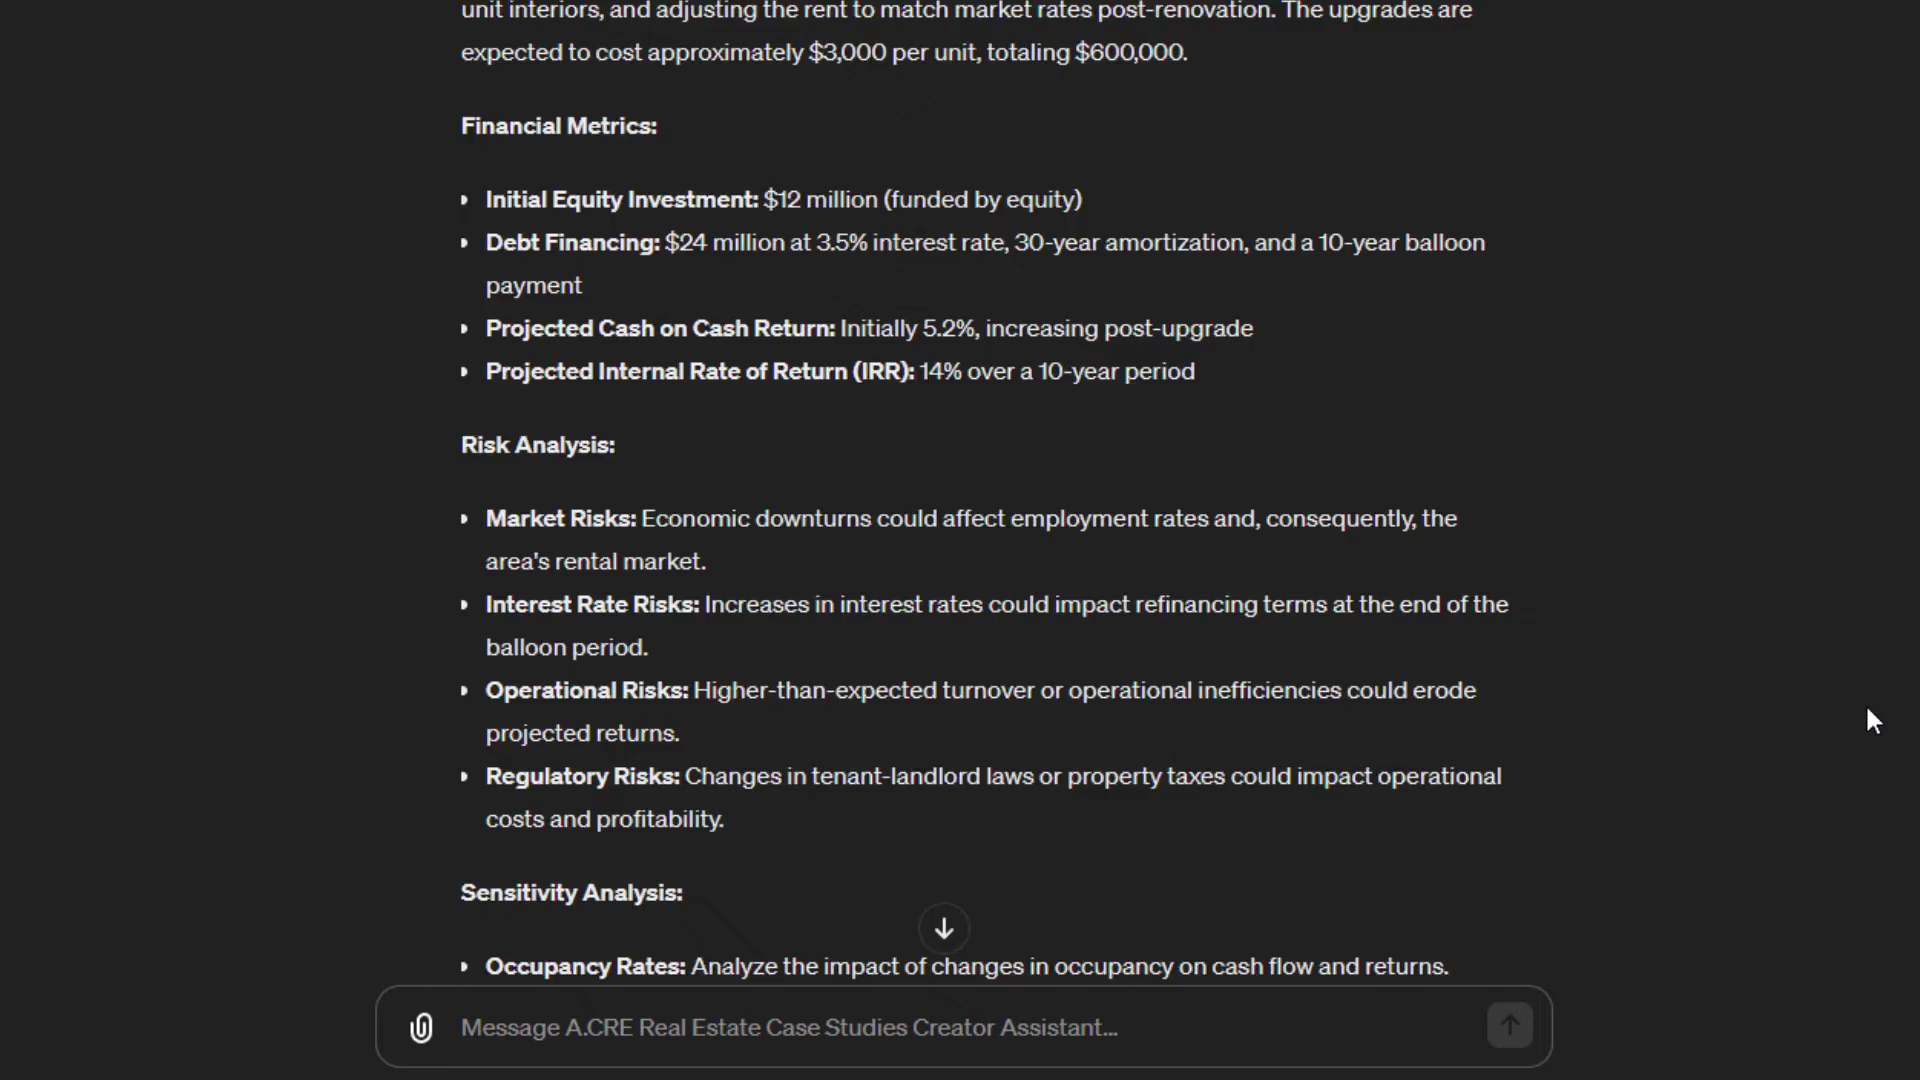 unit interiors, and adjusting the rent to match market rates post-renovation. The upgrades are
expected to cost approximately $3,000 per unit, totaling $600,000.
Financial Metrics:
• Initial Equity Investment: $12 million (funded by equity)
• Debt Financing: $24 million at 3.5% interest rate, 30-year amortization, and a 10-year balloon
payment
• Projected Cash on Cash Return: Initially 5.2%, increasing post-upgrade
• Projected Internal Rate of Return (IRR): 14% over a 10-year period
Risk Analysis:
• Market Risks: Economic downturns could affect employment rates and, consequently, the
area's rental market.
• Interest Rate Risks: Increases in interest rates could impact refinancing terms at the end of the
balloon period.
• Operational Risks: Higher-than-expected turnover or operational inefficiencies could erode
projected returns.
• Regulatory Risks: Changes in tenant-landlord laws or property taxes could impact operational
costs and profitability.
Sensitivity Analysis:
• Occupancy Rates: Analyze the impact of changes in occupancy on cash flow and returns.
Message A.CRE Real Estate Case Studies Creator Assistant...